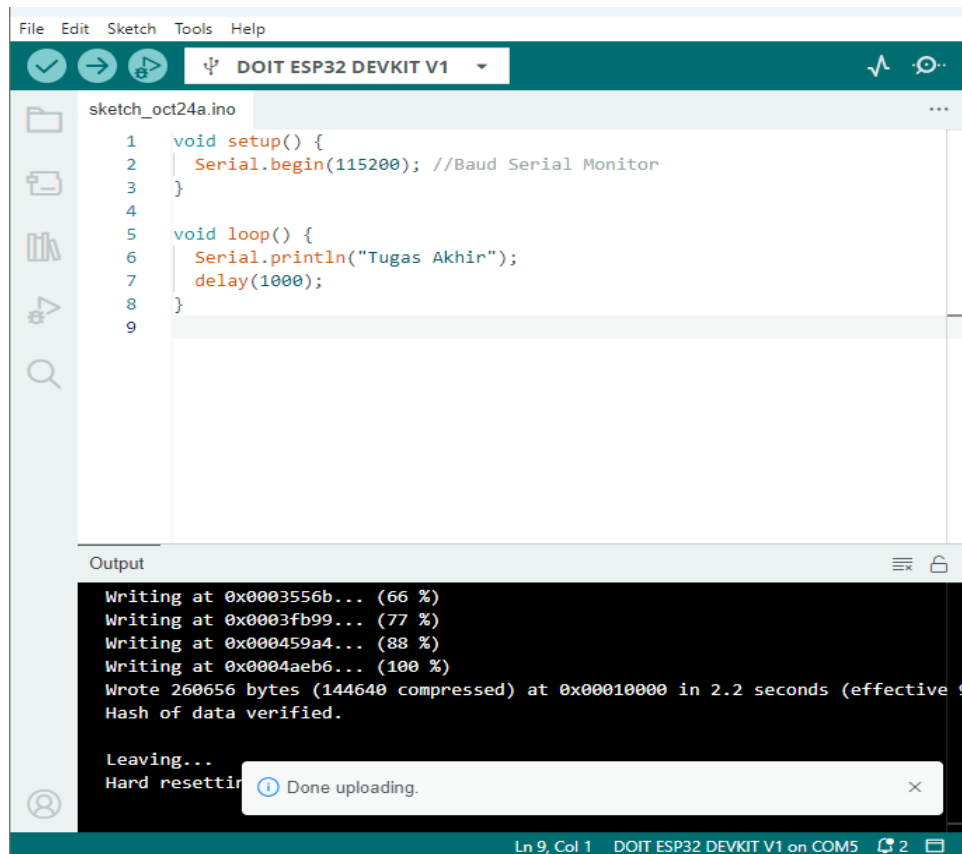 File Edit Sketch Tools Help
DOIT ESP32 DEVKIT V1
sketch_oct24a.ino
1 void setup() {
2 Serial.begin(115200); //Baud Serial Monitor
3 }
4
5 void loop() {
6 Serial.println("Tugas Akhir");
7 delay(1000);
8 }
9
Output
Writing at 0x0003556b... (66 %)
Writing at 0x0003fb99... (77 %)
Writing at 0x000459a4... (88 %)
Writing at 0x0004aeb6... (100 %)
Wrote 260656 bytes (144640 compressed) at 0x00010000 in 2.2 seconds (effective
Hash of data verified.
Leaving...
Hard
Done uploading.
Ln 9, Col 1 DOIT ESP32 DEVKIT V1 on COM5 2